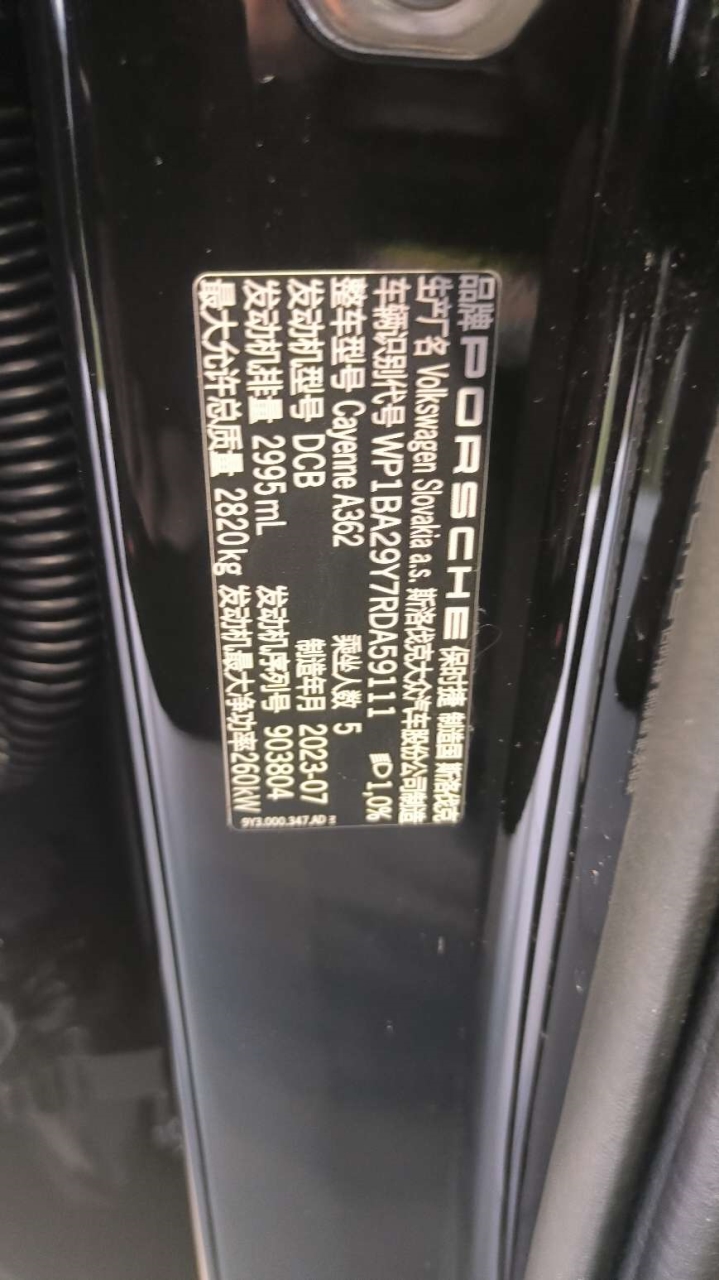 品牌 PORSCHE 保时捷 制造国 斯洛伐克
生产厂名 Volkswagen Slovakia a.s. 斯洛伐克大众汽车股份公司制造
车辆识别代号 WP1BA29Y7RDA59111 1,0%
整车型号 Cayenne A362 乘坐人数 5
发动机型号 DCB 制造年月 2023-07
发动机排量 2995 mL 发动机序列号 903804
最大允许总质量 2820kg 发动机最大净功率260kW
9Y3.000.347.AD